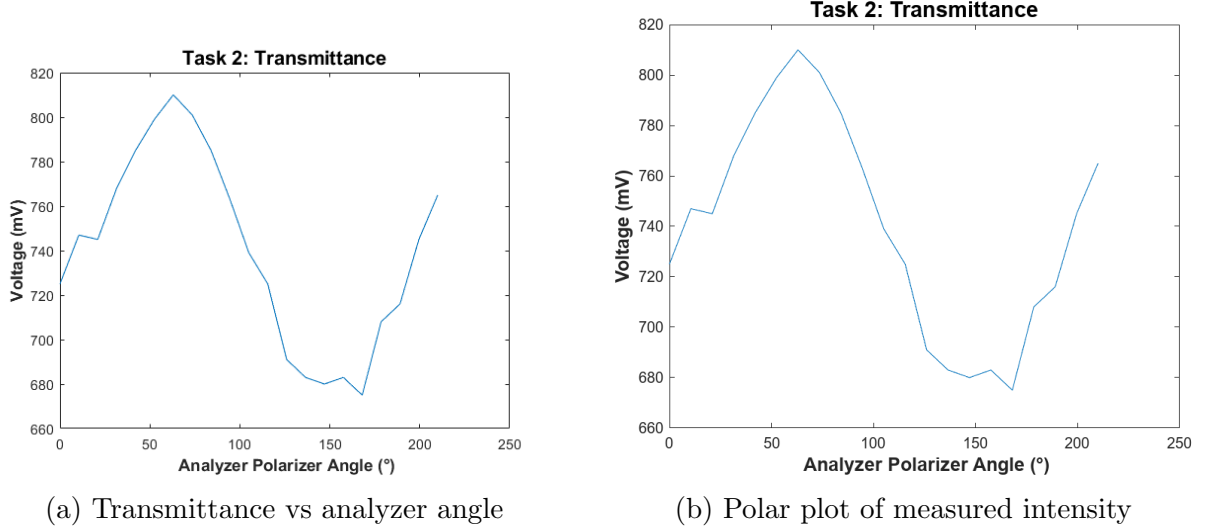 Task 2: Transmittance
820
800
780
760
740
720
700
680
660
Voltage (mV)
0 50 100 150 200 250
Analyzer Polarizer Angle (°)
(a) Transmittance vs analyzer angle
Task 2: Transmittance
820
800
780
760
740
720
700
680
660
Voltage (mV)
0 50 100 150 200 250
Analyzer Polarizer Angle (°)
(b) Polar plot of measured intensity